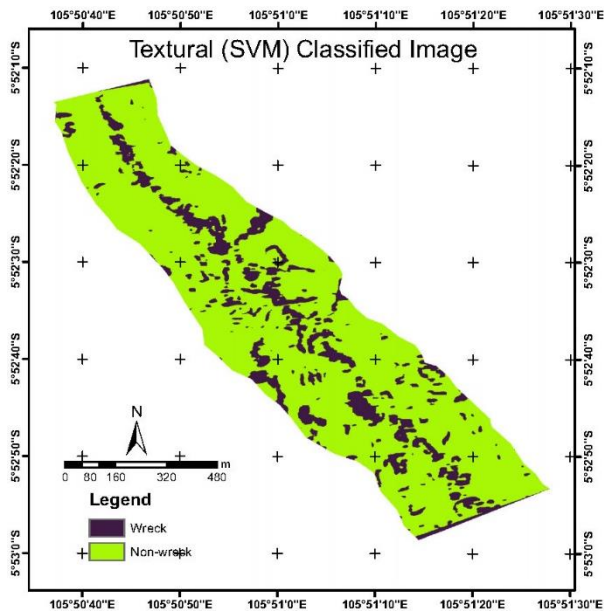 105°50'40"E 105°50'50"E 105°51'0"E 105°51'10"E 105°51'20"E 105°51'30"E
Textural (SVM) Classified Image
5°52'10"S 5°52'10"S
5°52'20"S 5°52'20"S
5°52'30"S 5°52'30"S
5°52'40"S 5°52'40"S
N
5°52'50"S 5°52'50"S
m
0 80 160 240 320 480
Legend
Wreck
Non-wreck
5°53'0"S 5°53'0"S
105°50'40"E 105°50'50"E 105°51'0"E 105°51'10"E 105°51'20"E 105°51'30"E